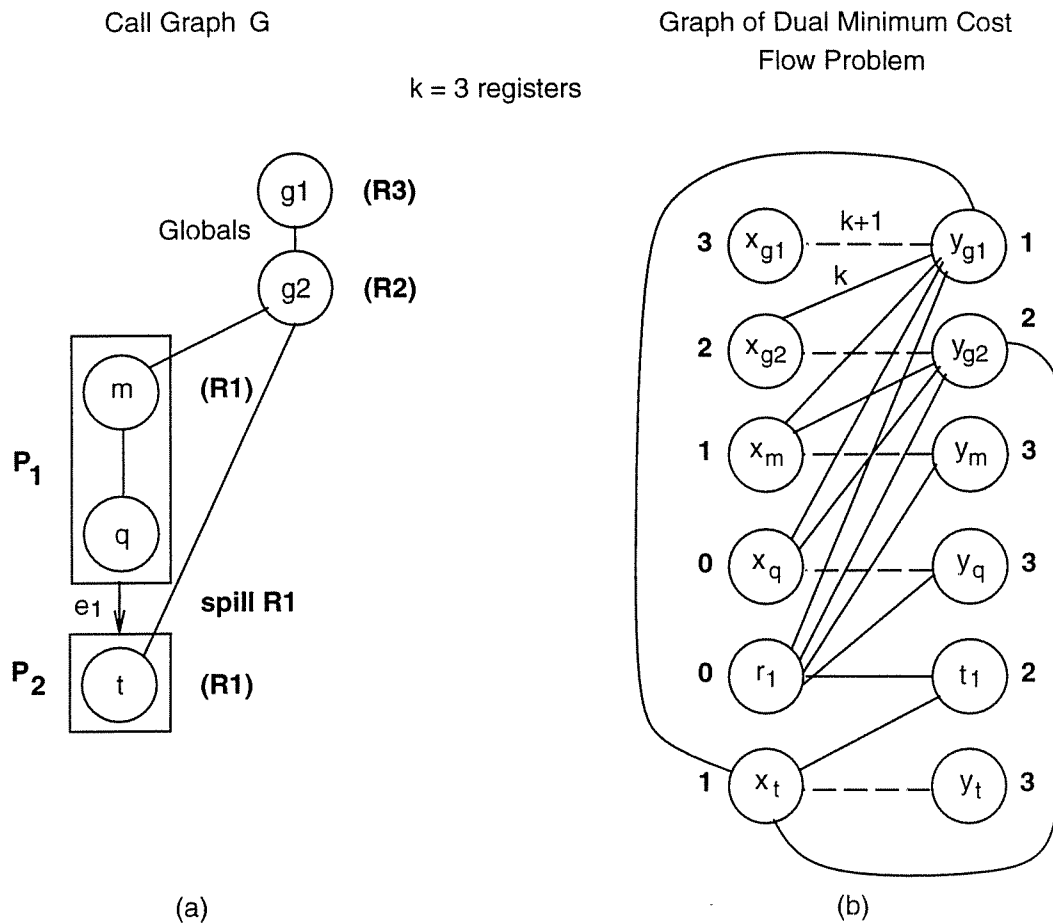 Call Graph G
Graph of Dual Minimum Cost
Flow Problem
k = 3 registers
g1
(R3)
Globals
g2
(R2)
m
(R1)
P1
q
e1
spill R1
P2
t
(R1)
(a)
3 xg1 k+1 yg1 1
k
2 xg2 yg2 2
1 xm ym 3
0 xq yq 3
0 r1 t1 2
1 xt yt 3
(b)